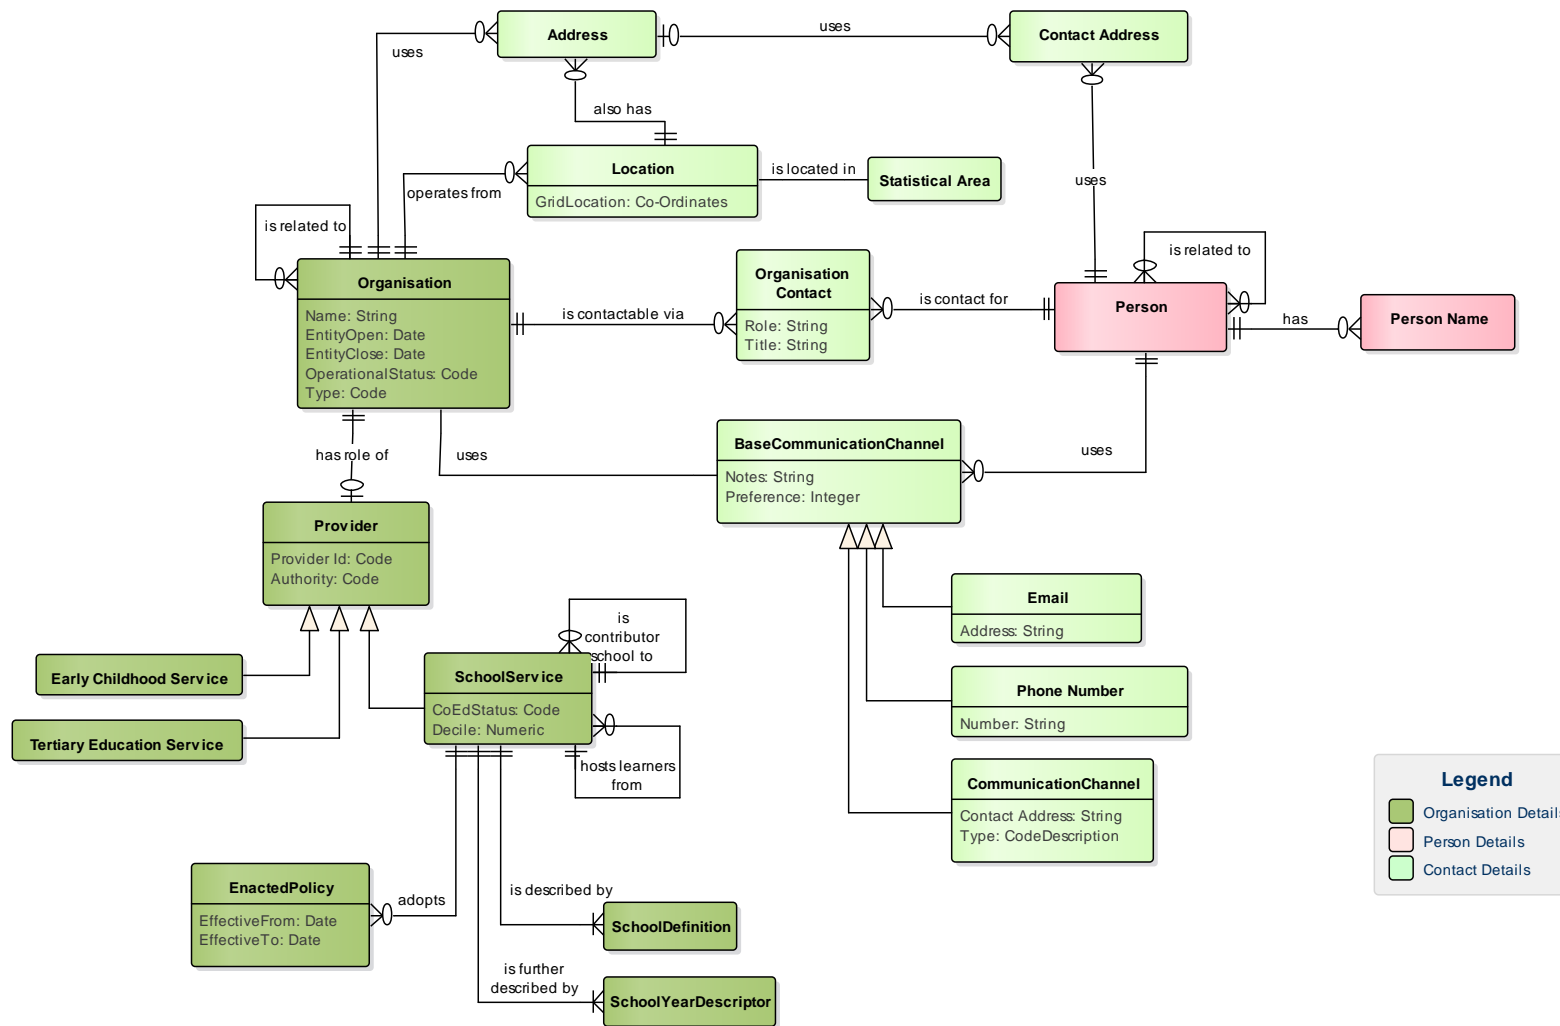 Address
uses
Contact Address
uses
also has
Location
GridLocation: Co-Ordinates
is located in
Statistical Area
uses
operates from
is related to
Organisation
Name: String
EntityOpen: Date
EntityClose: Date
OperationalStatus: Code
Type: Code
is contactable via
Organisation
Contact
Role: String
Title: String
is contact for
Person
is related to
has
Person Name
has role of
uses
BaseCommunicationChannel
Notes: String
Preference: Integer
uses
Provider
Provider Id: Code
Authority: Code
Early Childhood Service
Tertiary Education Service
is
contributor
school to
SchoolService
CoEdStatus: Code
Decile: Numeric
hosts learners
from
Email
Address: String
Phone Number
Number: String
CommunicationChannel
Contact Address: String
Type: CodeDescription
EnactedPolicy
EffectiveFrom: Date
EffectiveTo: Date
adopts
is described by
SchoolDefinition
is further
described by
SchoolYearDescriptor
Legend
Organisation Details
Person Details
Contact Details